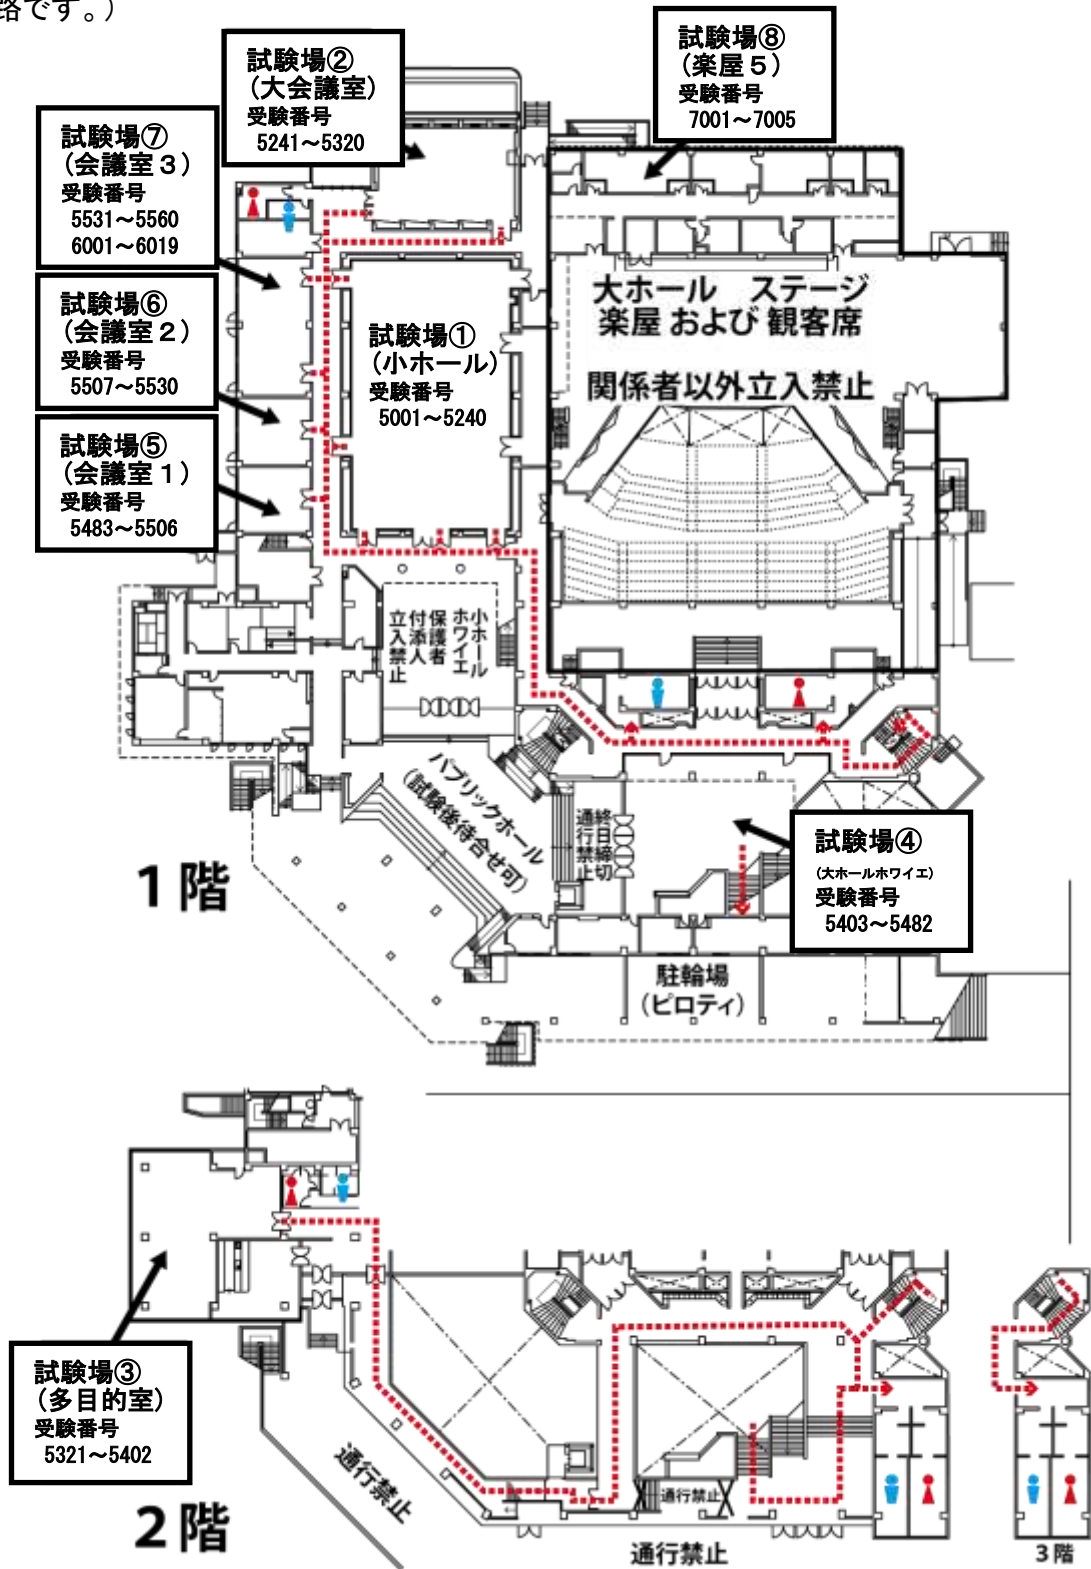 路です。）
試験場②
（大会議室）
受験番号
5241～5320
試験場⑧
（楽屋５）
受験番号
7001～7005
試験場⑦
（会議室３）
受験番号
5531～5560
6001～6019
試験場⑥
（会議室２）
受験番号
5507～5530
試験場⑤
（会議室１）
受験番号
5483～5506
試験場①
（小ホール）
受験番号
5001～5240
大ホール　ステージ
楽屋 および 観客席
関係者以外立入禁止
小ホール
ホワイエ
保護者
付添人
立入禁止
パブリックホール
（試験後待合せ可）
終日締切
通行禁止
試験場④
（大ホールホワイエ）
受験番号
5403～5482
１階
駐輪場
（ピロティ）
試験場③
（多目的室）
受験番号
5321～5402
通行禁止
通行禁止
通行禁止
２階
３階